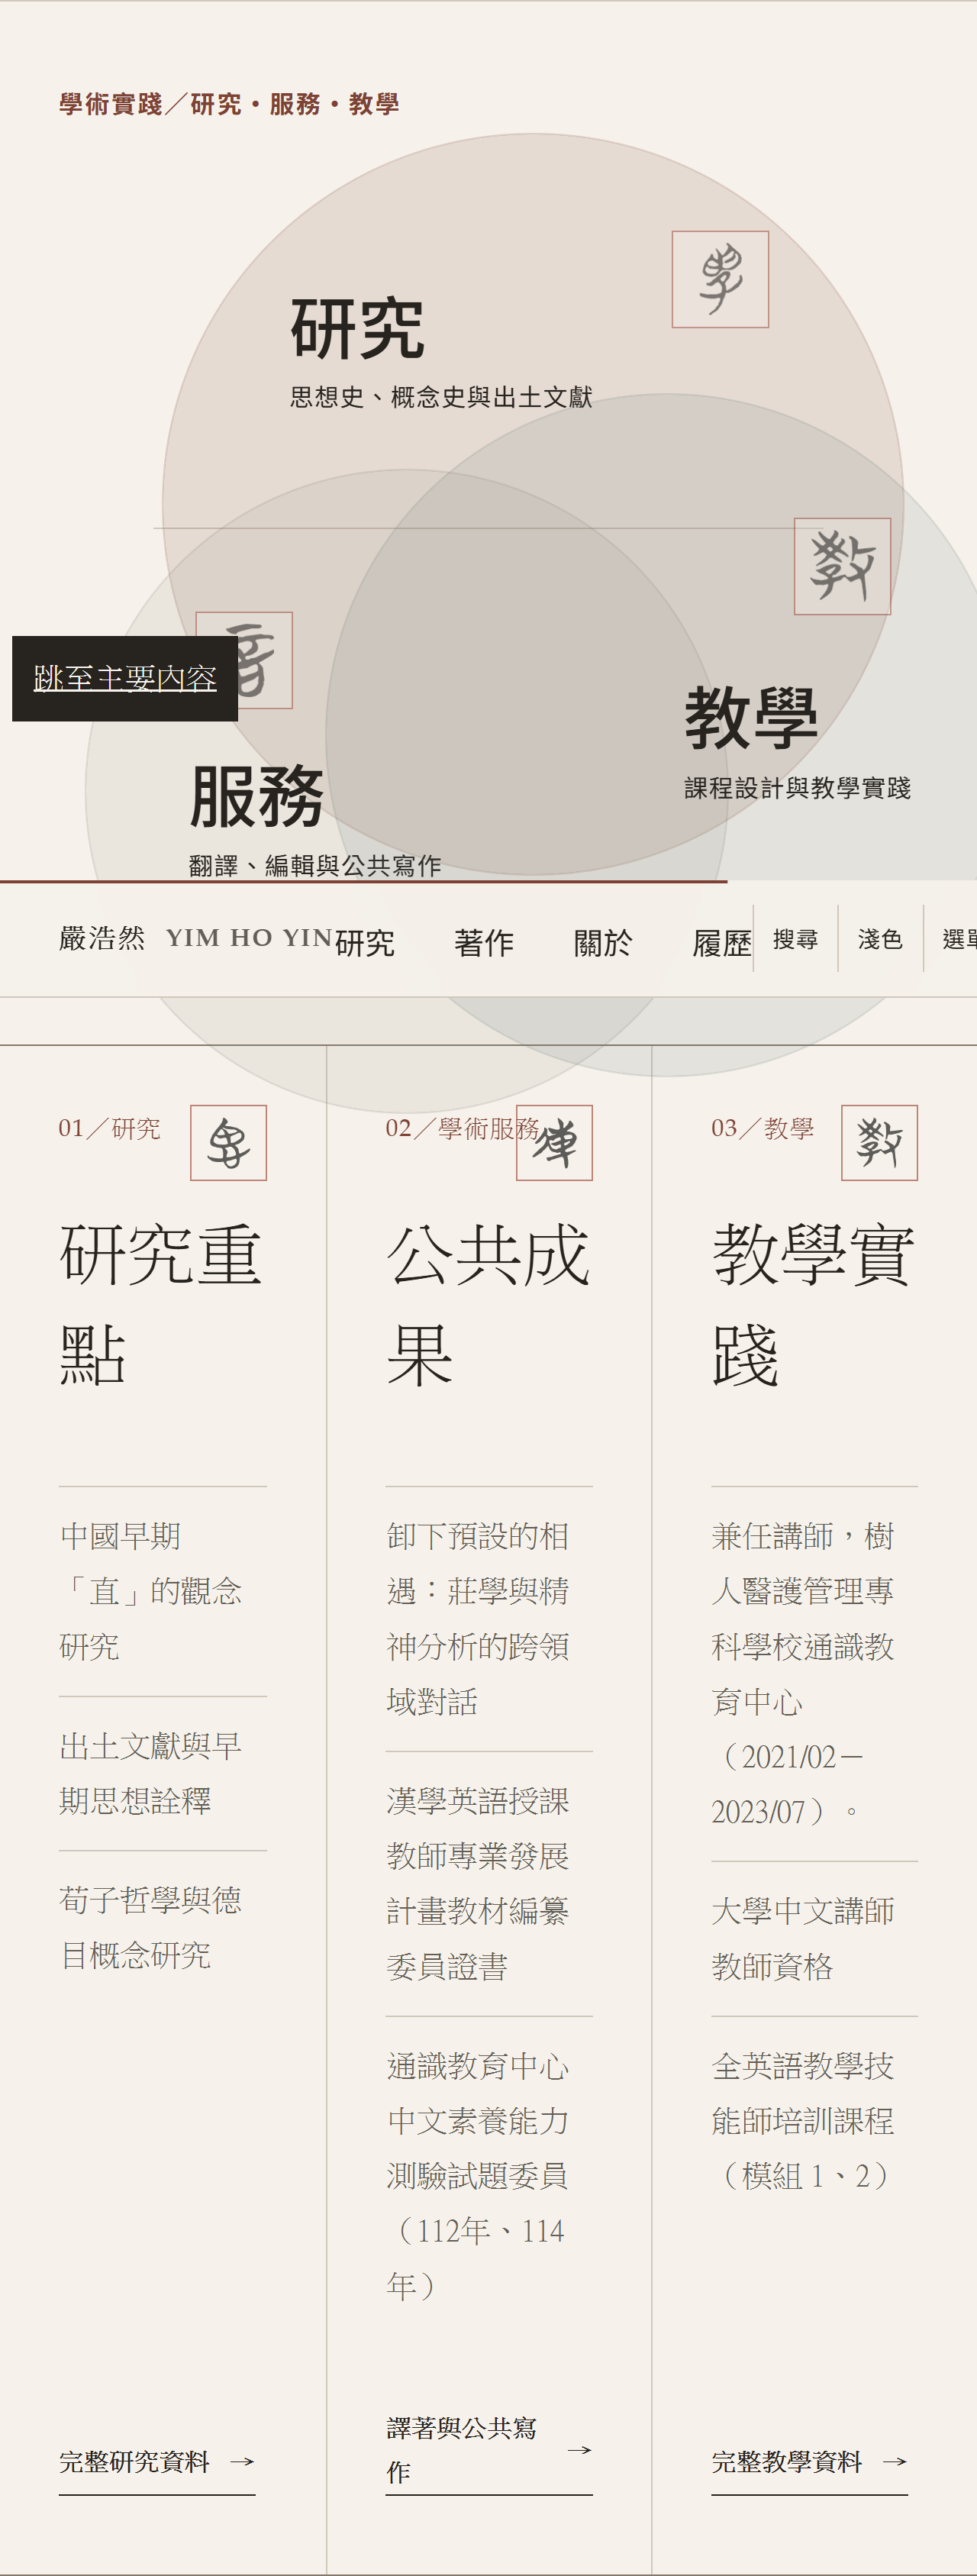 學術實踐／研究・服務・教學
學
研究
思想史、概念史與出土文獻
教
跳至主要內容
教學
課程設計與教學實踐
服務
翻譯、編輯與公共寫作
嚴浩然 YIM HO YIN
研究 著作 關於 履歷
搜尋 淺色 選單
01／研究
研究重
點
中國早期
「直」的觀念
研究
出土文獻與早
期思想詮釋
荀子哲學與德
目概念研究
完整研究資料 →
02／學術服務
公共成
果
卸下預設的相
遇：莊學與精
神分析的跨領
域對話
漢學英語授課
教師專業發展
計畫教材編纂
委員證書
通識教育中心
中文素養能力
測驗試題委員
（112年、114
年）
譯著與公共寫
作 →
03／教學
教
教學實
踐
兼任講師，樹
人醫護管理專
科學校通識教
育中心
（2021/02－
2023/07）。
大學中文講師
教師資格
全英語教學技
能師培訓課程
（模組 1、2）
完整教學資料 →